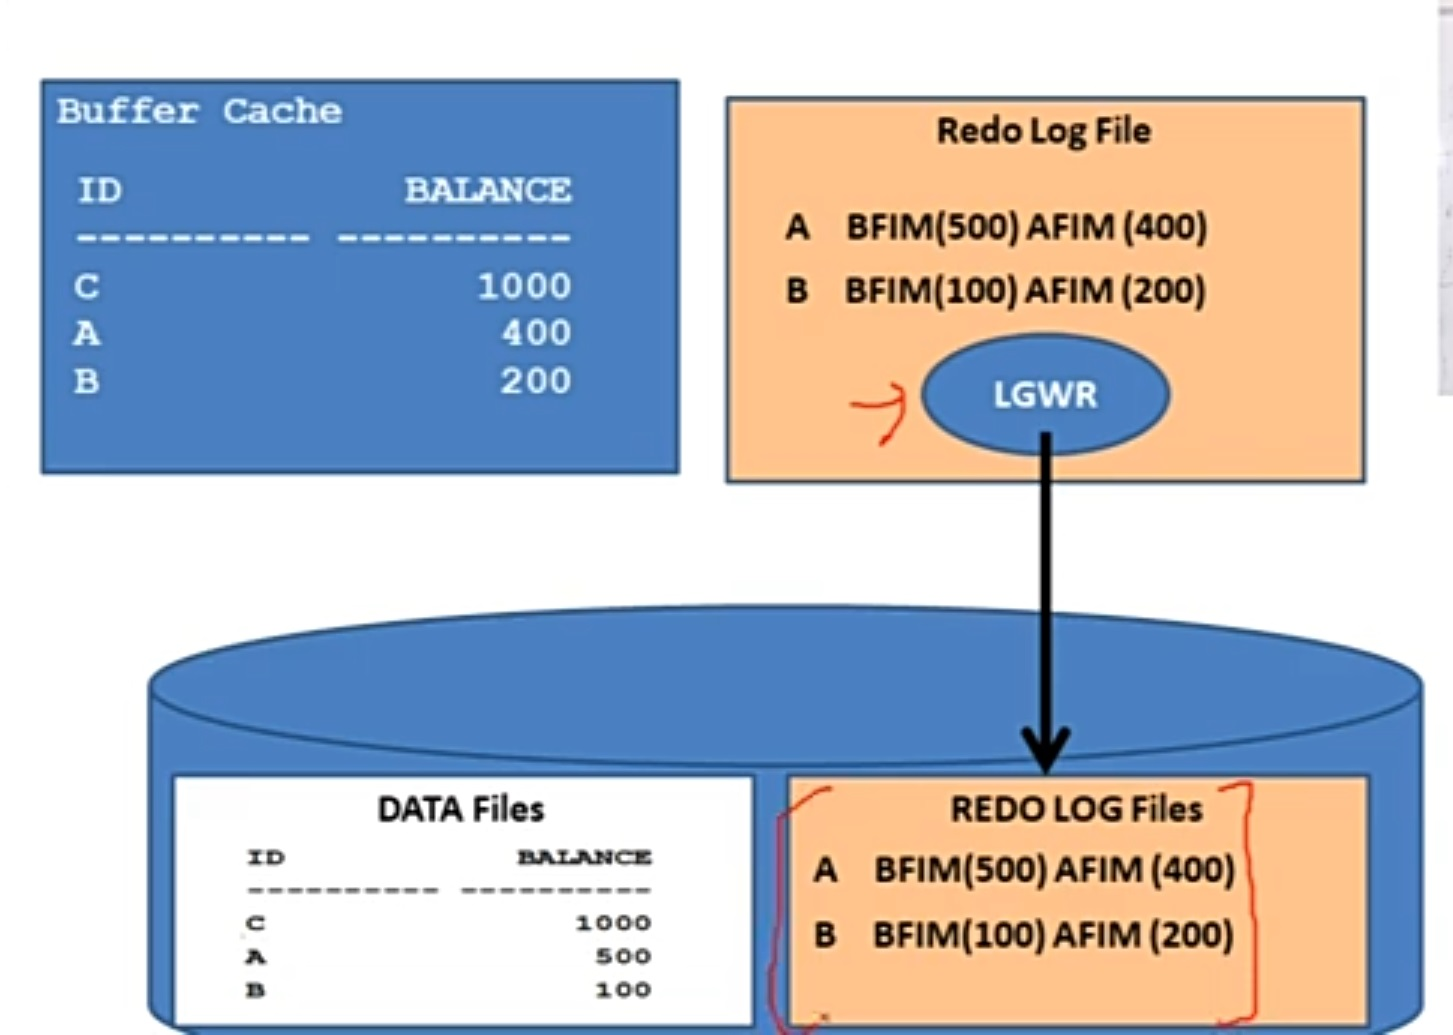 Buffer Cache
ID BALANCE
---------- ----------
C 1000
A 400
B 200
Redo Log File
A BFIM(500) AFIM (400)
B BFIM(100) AFIM (200)
LGWR
DATA Files
ID BALANCE
---------- ----------
C 1000
A 500
B 100
REDO LOG Files
A BFIM(500) AFIM (400)
B BFIM(100) AFIM (200)